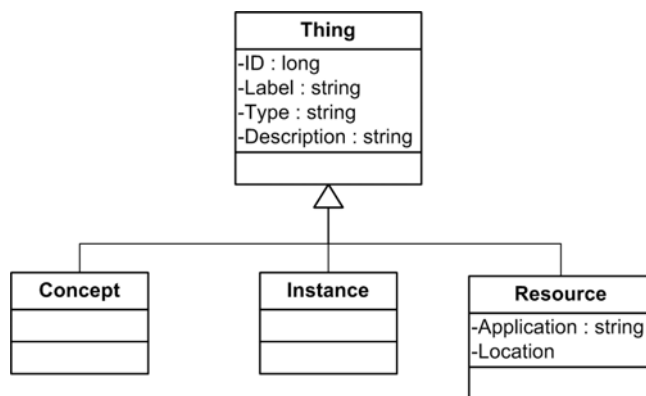 Thing
-ID : long
-Label : string
-Type : string
-Description : string
Concept
Instance
Resource
-Application : string
-Location